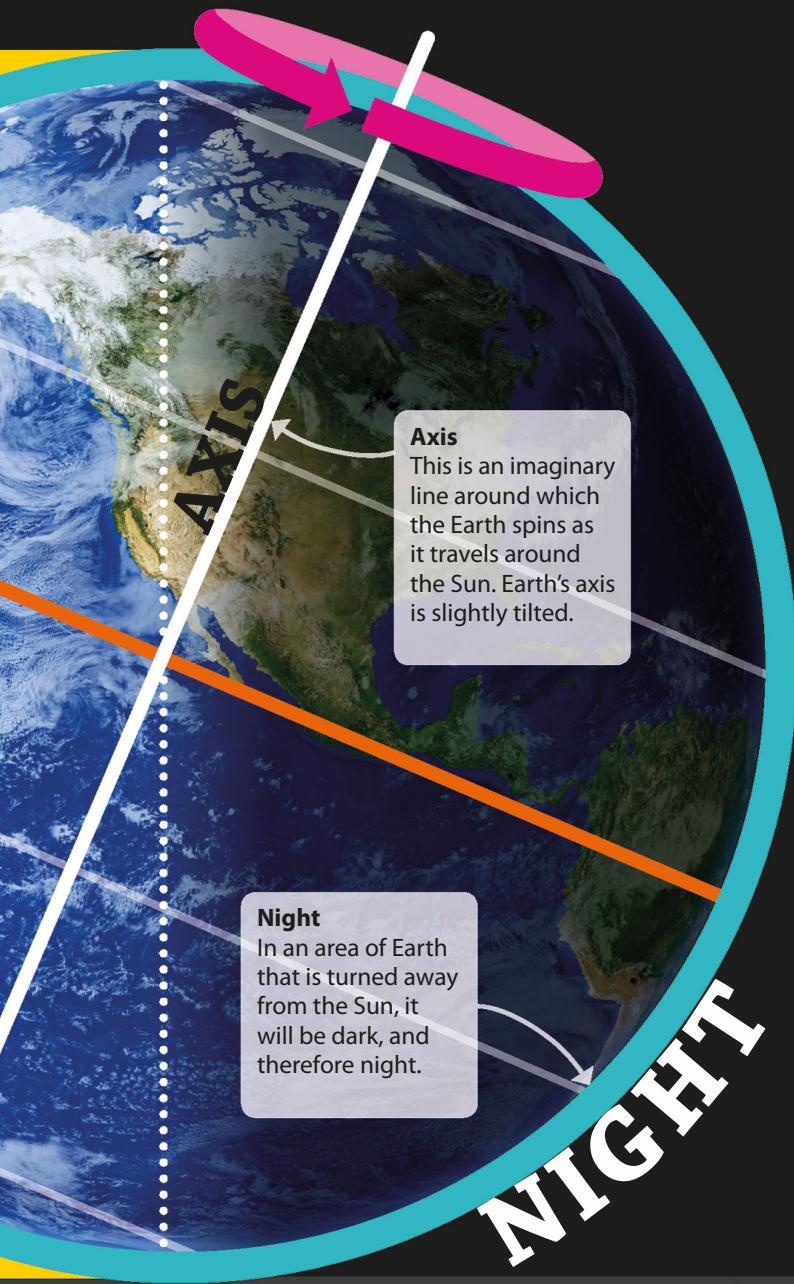 AXIS
Axis
This is an imaginary
line around which
the Earth spins as
it travels around
the Sun. Earth’s axis
is slightly tilted.
Night
In an area of Earth
that is turned away
from the Sun, it
will be dark, and
therefore night.
NIGHT